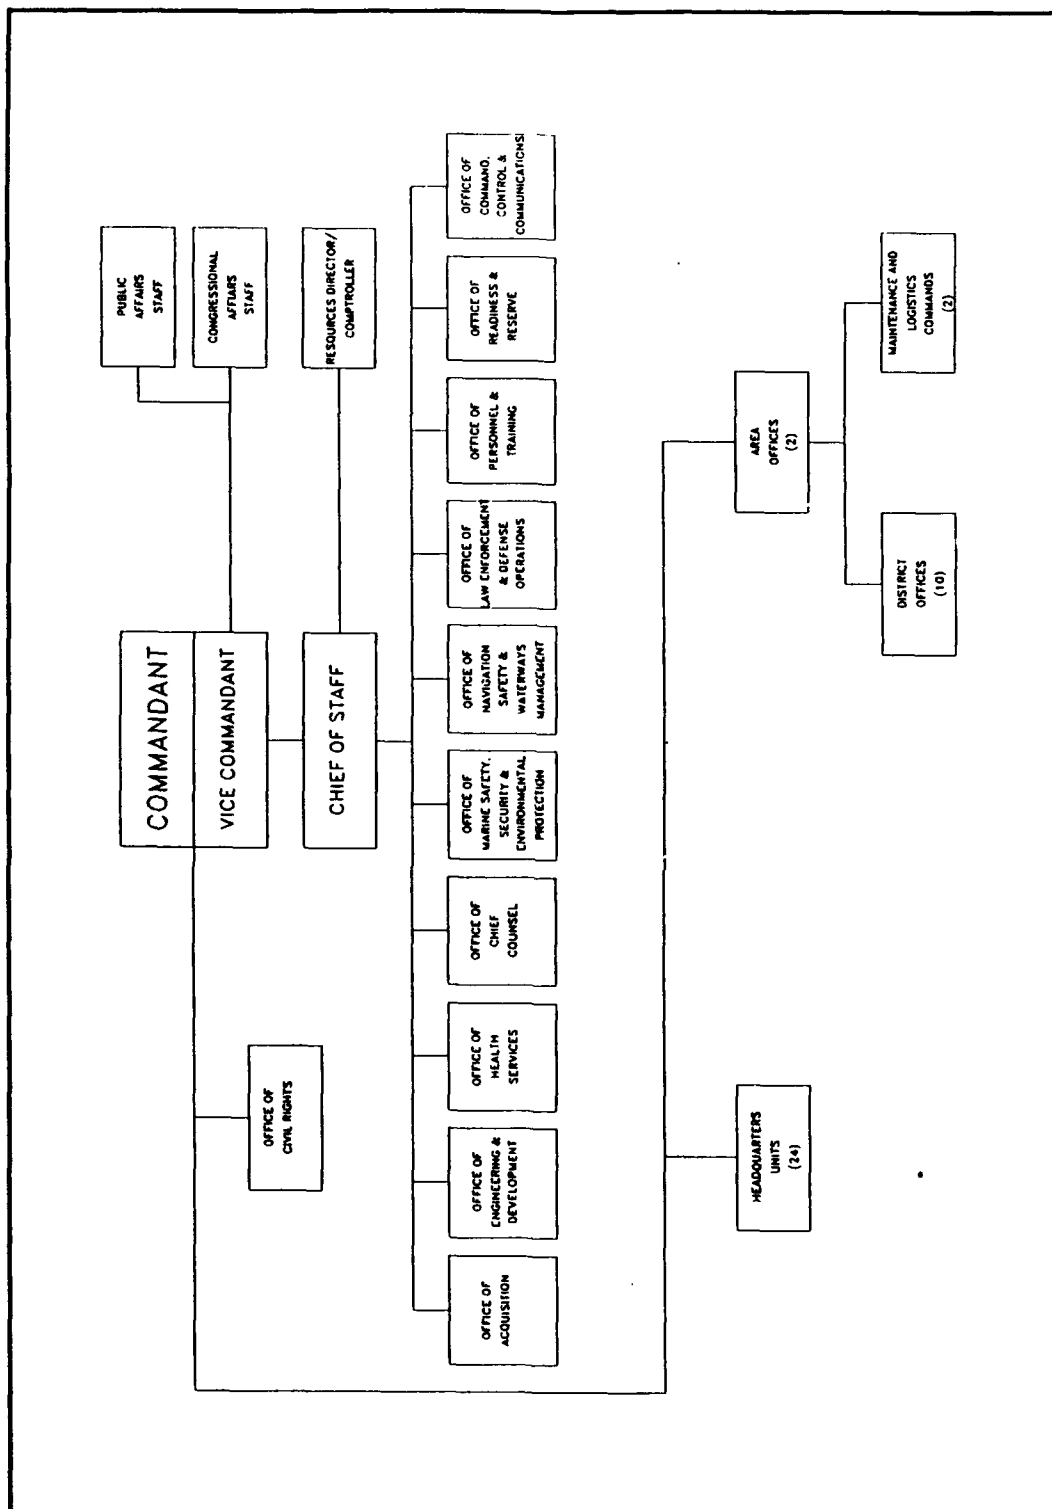 COMMANDANT
VICE COMMANDANT
PUBLIC
AFFAIRS
STAFF
CONGRESSIONAL
AFFIARS
STAFF
OFFICE OF
CIVIL RIGHTS
CHIEF OF STAFF
RESOURCES DIRECTOR/
COMPTROLLER
OFFICE OF
ACQUISITION
OFFICE OF
ENGINEERING &
DEVELOPMENT
OFFICE OF
HEALTH
SERVICES
OFFICE OF
CHIEF
COUNSEL
OFFICE OF
MARINE SAFETY,
SECURITY &
ENVIRONMENTAL
PROTECTION
OFFICE OF
NAVIGATION
SAFETY &
WATERWAYS
MANAGEMENT
OFFICE OF
LAW ENFORCEMENT
& DEFENSE
OPERATIONS
OFFICE OF
PERSONNEL &
TRAINING
OFFICE OF
READINESS &
RESERVE
OFFICE OF
COMMAND,
CONTROL &
COMMUNICATIONS
HEADQUARTERS
UNITS
(24)
AREA
OFFICES
(2)
DISTRICT
OFFICES
(10)
MAINTENANCE AND
LOGISTICS
COMMANDS
(2)